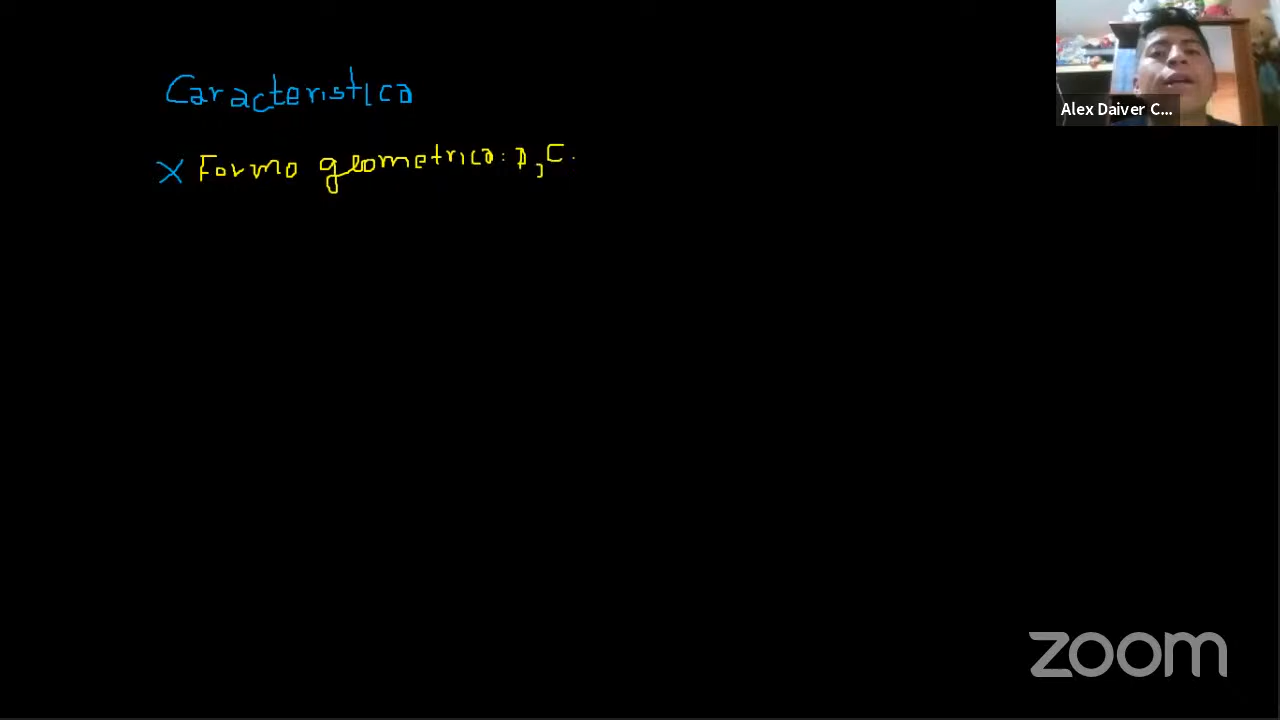 Caracteristica
Alex Daiver C...
x Forma geometrica: D, C.
zoom